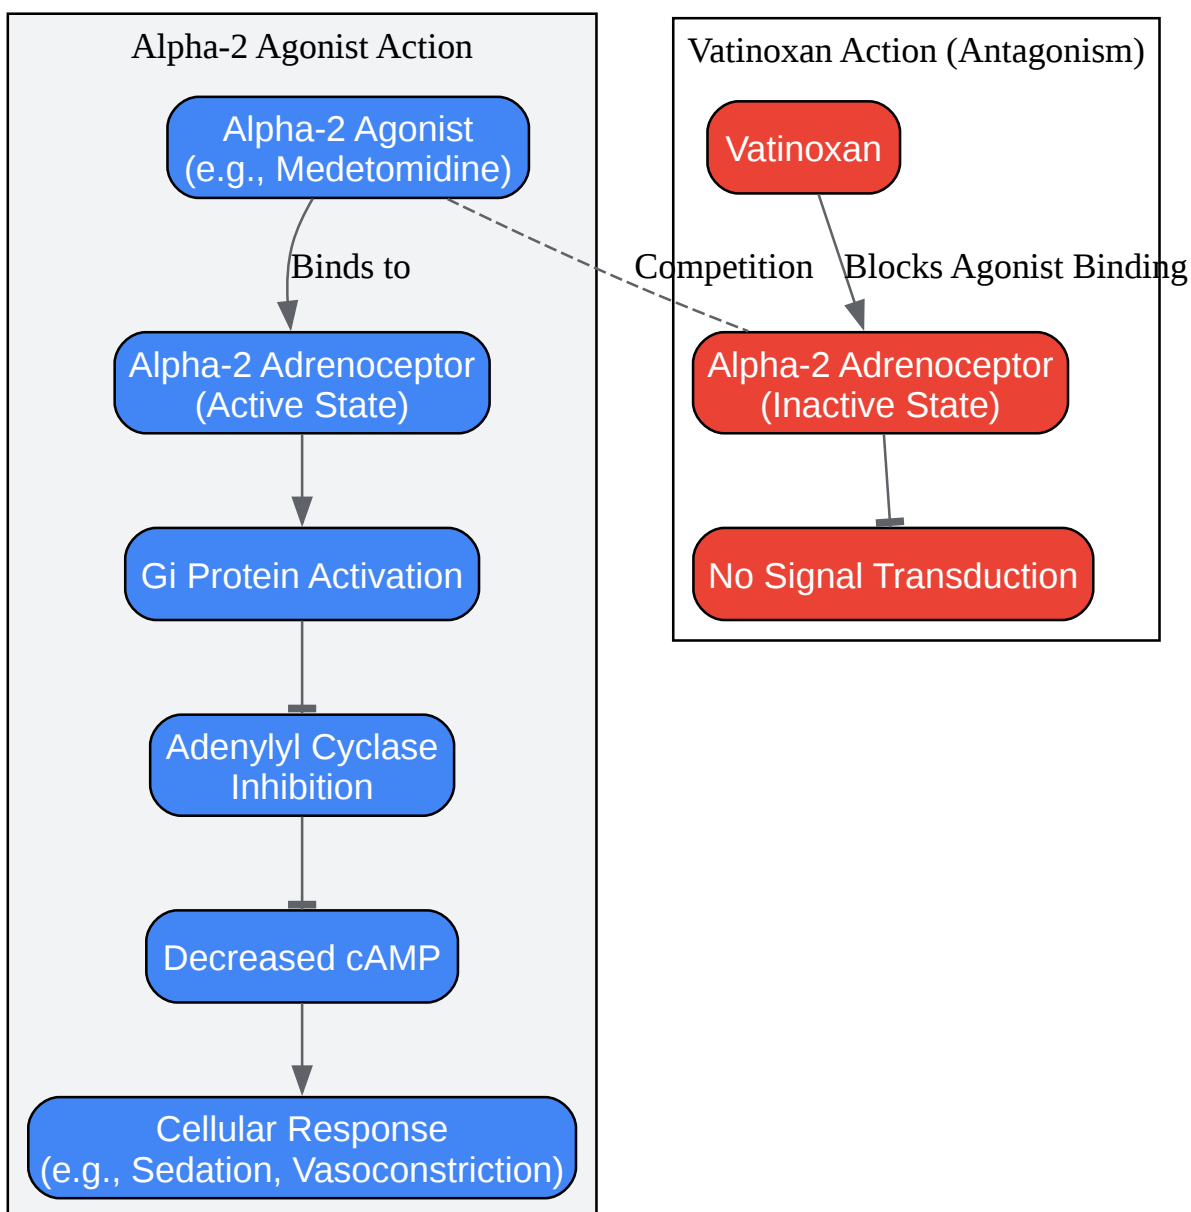 Alpha-2 Agonist Action
Alpha-2 Agonist
(e.g., Medetomidine)
Binds to
Alpha-2 Adrenoceptor
(Active State)
Gi Protein Activation
Adenylyl Cyclase
Inhibition
Decreased cAMP
Cellular Response
(e.g., Sedation, Vasoconstriction)
Vatinoxan Action (Antagonism)
Vatinoxan
Competition
Blocks Agonist Binding
Alpha-2 Adrenoceptor
(Inactive State)
No Signal Transduction